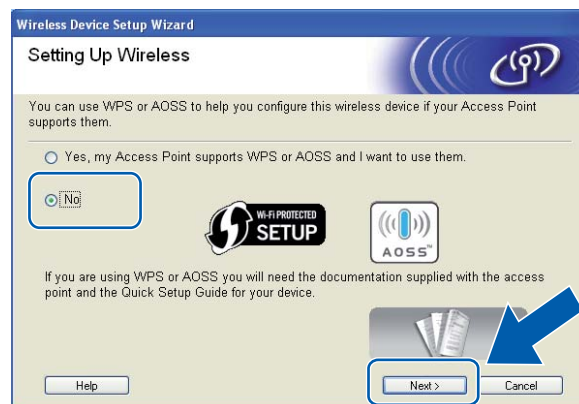 Wireless Device Setup Wizard
Setting Up Wireless
You can use WPS or AOSS to help you configure this wireless device if your Access Point
supports them.
Yes, my Access Point supports WPS or AOSS and I want to use them.
No
WI-FI PROTECTED
SETUP
AOSS™
If you are using WPS or AOSS you will need the documentation supplied with the access
point and the Quick Setup Guide for your device.
Help
Next >
Cancel